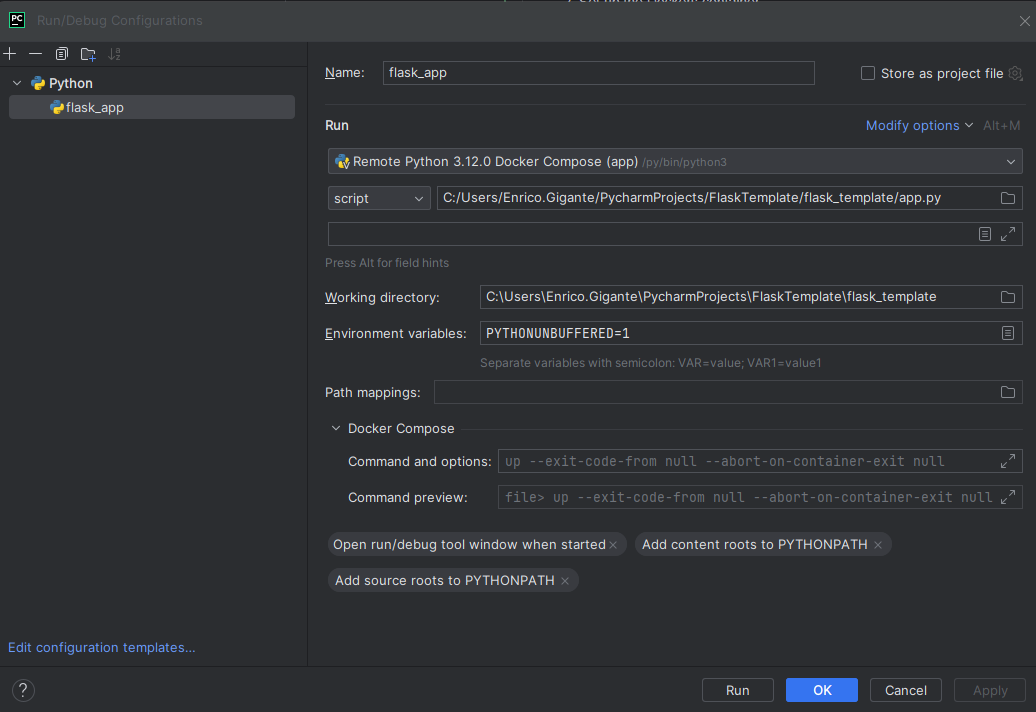 PC Run/Debug Configurations
Python
flask_app
Name: flask_app Store as project file
Run Modify options Alt+M
Remote Python 3.12.0 Docker Compose (app) /py/bin/python3
script C:/Users/Enrico.Gigante/PycharmProjects/FlaskTemplate/flask_template/app.py
Press Alt for field hints
Working directory: C:\Users\Enrico.Gigante\PycharmProjects\FlaskTemplate\flask_template
Environment variables: PYTHONUNBUFFERED=1
Separate variables with semicolon: VAR=value; VAR1=value1
Path mappings:
Docker Compose
Command and options: up --exit-code-from null --abort-on-container-exit null
Command preview: file> up --exit-code-from null --abort-on-container-exit null
Open run/debug tool window when started × Add content roots to PYTHONPATH ×
Add source roots to PYTHONPATH ×
Edit configuration templates...
? Run OK Cancel Apply